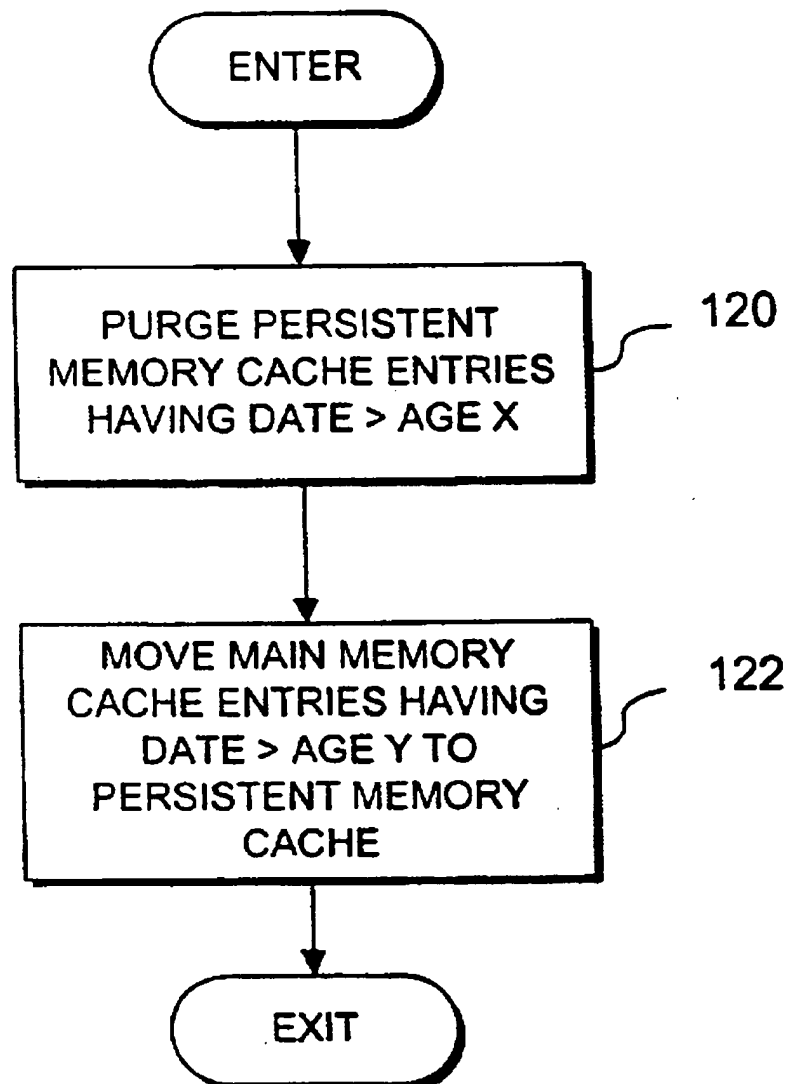 ENTER
PURGE PERSISTENT
MEMORY CACHE ENTRIES
HAVING DATE > AGE X
120
MOVE MAIN MEMORY
CACHE ENTRIES HAVING
DATE > AGE Y TO
PERSISTENT MEMORY
CACHE
122
EXIT